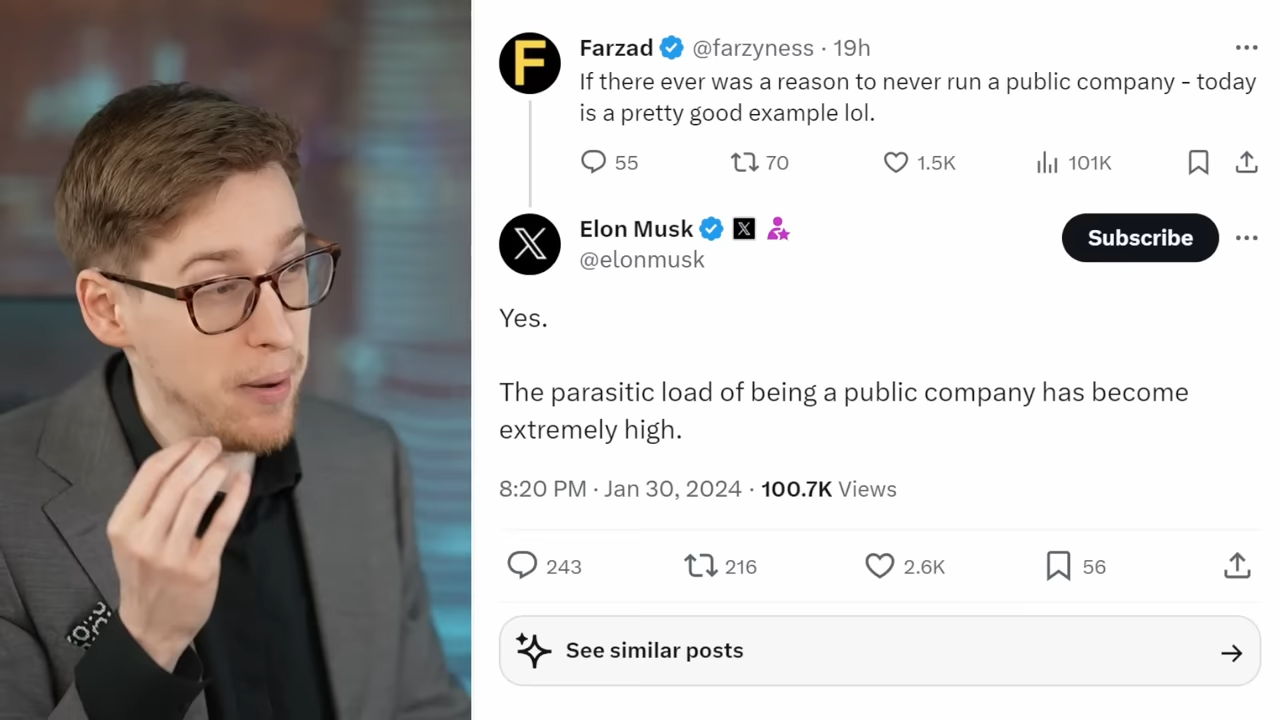 F
Farzad @farzyness · 19h
If there ever was a reason to never run a public company - today
is a pretty good example lol.
55 70 1.5K 101K
Elon Musk
@elonmusk
Subscribe
Yes.
The parasitic load of being a public company has become
extremely high.
8:20 PM · Jan 30, 2024 · 100.7K Views
243 216 2.6K 56
See similar posts